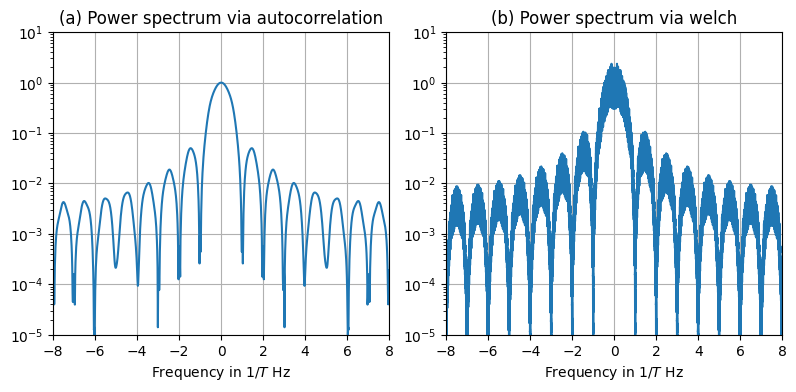 (a) Power spectrum via autocorrelation
10^1
10^0
10^-1
10^-2
10^-3
10^-4
10^-5
−8 −6 −4 −2 0 2 4 6 8
Frequency in 1/T Hz
(b) Power spectrum via welch
10^1
10^0
10^-1
10^-2
10^-3
10^-4
10^-5
−8 −6 −4 −2 0 2 4 6 8
Frequency in 1/T Hz